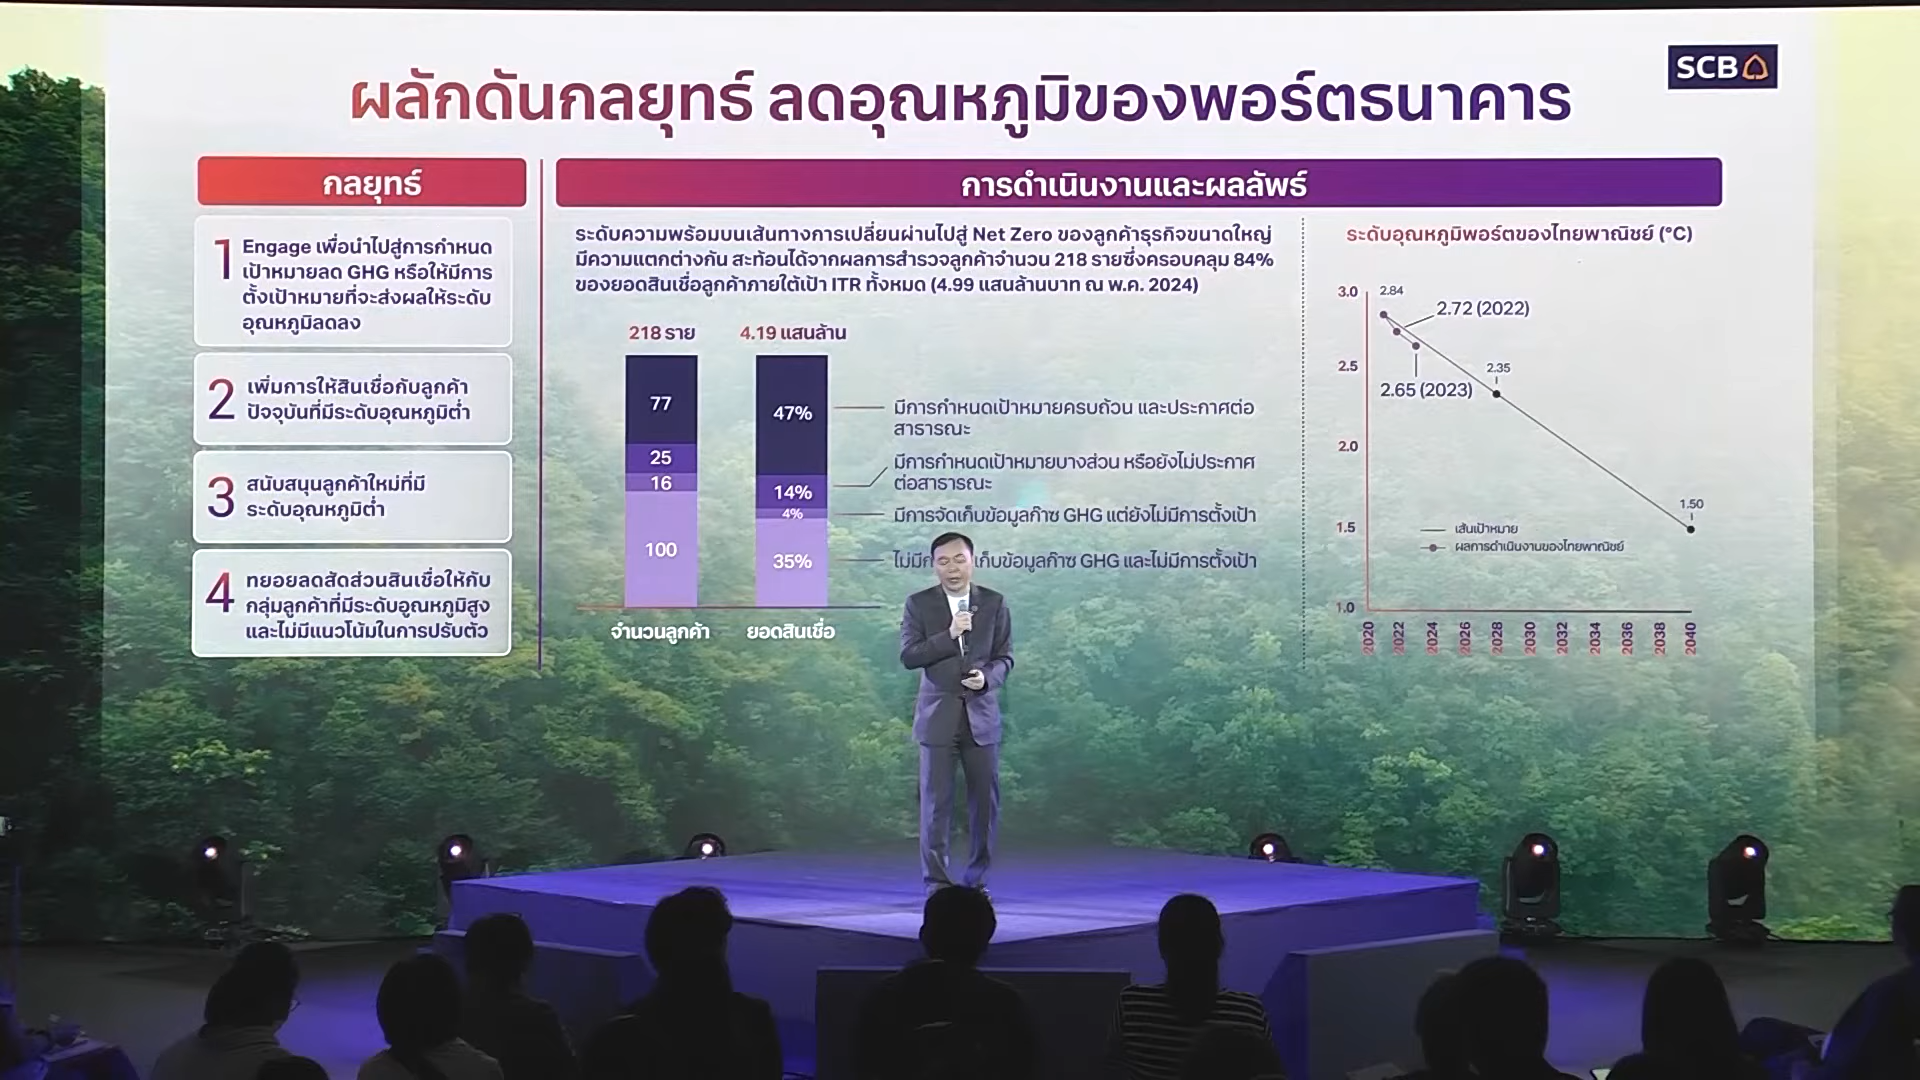 SCB
ผลักดันกลยุทธ์ ลดอุณหภูมิของพอร์ตธนาคาร
กลยุทธ์
1 Engage เพื่อนำไปสู่การกำหนด
เป้าหมายลด GHG หรือให้มีการ
ตั้งเป้าหมายที่จะส่งผลให้ระดับ
อุณหภูมิลดลง
2 เพิ่มการให้สินเชื่อกับลูกค้า
ปัจจุบันที่มีระดับอุณหภูมิต่ำ
3 สนับสนุนลูกค้าใหม่ที่มี
ระดับอุณหภูมิต่ำ
4 ทยอยลดสัดส่วนสินเชื่อให้กับ
กลุ่มลูกค้าที่มีระดับอูณหภูมิสูง
และไม่มีแนวโน้มในการปรับตัว
การดำเนินงานและผลลัพธ์
ระดับความพร้อมบนเส้นทางการเปลี่ยนผ่านไปสู่ Net Zero ของลูกค้าธุรกิจขนาดใหญ่
มีความแตกต่างกัน สะท้อนได้จากผลการสำรวจลูกค้าจำนวน 218 รายซึ่งครอบคลุม 84%
ของยอดสินเชื่อลูกค้าภายใต้เป้า ITR ทั้งหมด (4.99 แสนล้านบาท ณ พ.ค. 2024)
218 ราย
4.19 แสนล้าน
77
25
16
100
47%
14%
4%
35%
จำนวนลูกค้า
ยอดสินเชื่อ
มีการกำหนดเป้าหมายครบถ้วน และประกาศต่อ
สาธารณะ
มีการกำหนดเป้าหมายบางส่วน หรือยังไม่ประกาศ
ต่อสาธารณะ
มีการจัดเก็บข้อมูลก๊าซ GHG แต่ยังไม่มีการตั้งเป้า
ไม่มีก เก็บข้อมูลก๊าซ GHG และไม่มีการตั้งเป้า
ระดับอุณหภูมิพอร์ตของไทยพาณิชย์ (°C)
3.0
2.5
2.0
1.5
1.0
2.84
2.72 (2022)
2.65 (2023)
2.35
1.50
เส้นเป้าหมาย
ผลการดำเนินงานของไทยพาณิชย์
2020
2022
2024
2026
2028
2030
2032
2034
2036
2038
2040